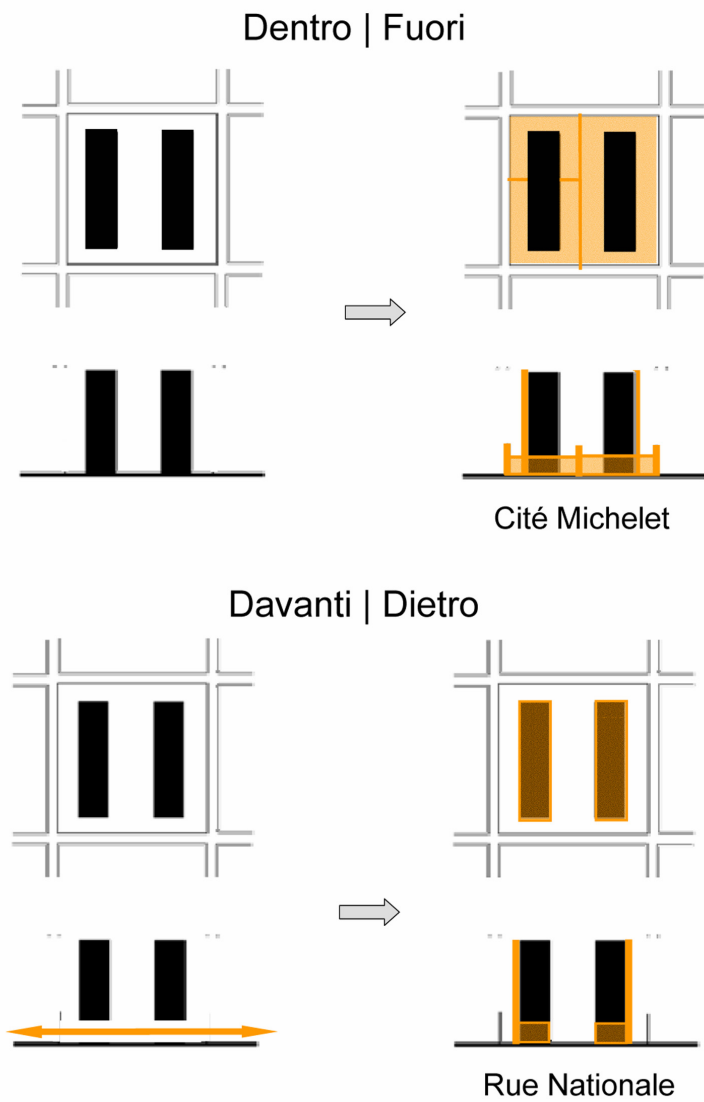 Dentro | Fuori
Cité Michelet
Davanti | Dietro
Rue Nationale